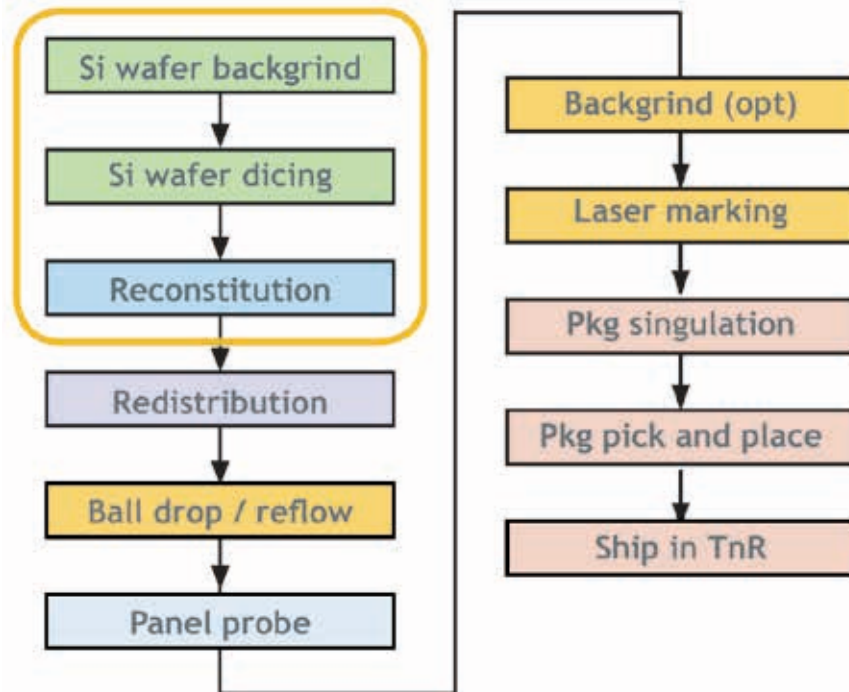 Si wafer backgrind
Si wafer dicing
Reconstitution
Redistribution
Ball drop / reflow
Panel probe
Backgrind (opt)
Laser marking
Pkg singulation
Pkg pick and place
Ship in TnR